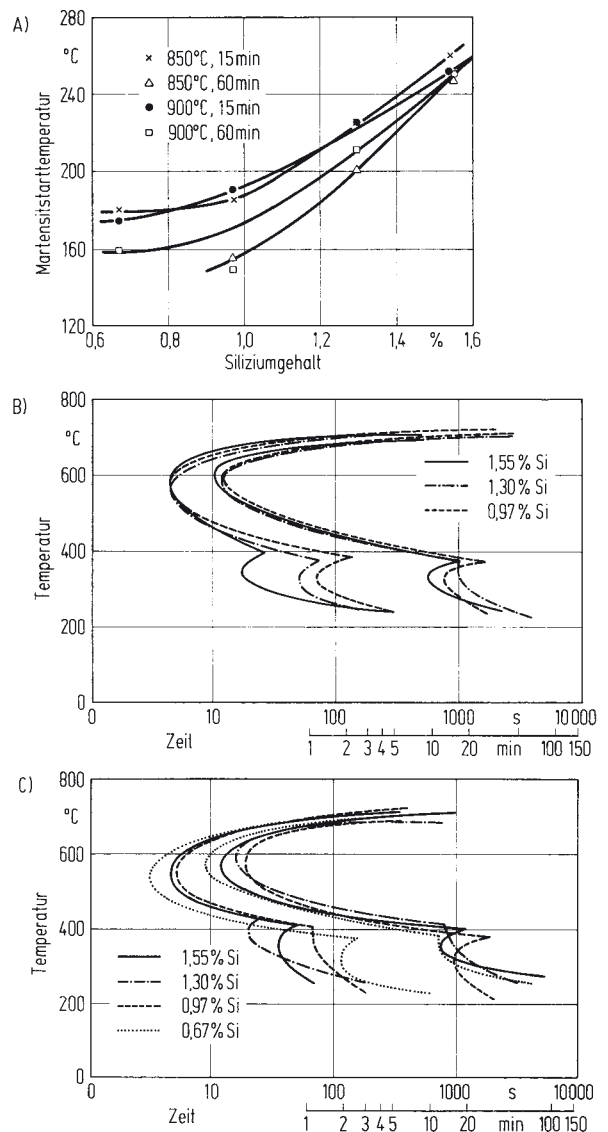 A)
280
°C
240
200
160
120
Martensitstarttemperatur
× 850°C, 15min
△ 850°C, 60min
● 900°C, 15min
□ 900°C, 60min
0,6 0,8 1,0 1,2 1,4 % 1,6
Siliziumgehalt
B)
800
°C
600
400
200
0
Temperatur
1,55% Si
1,30% Si
0,97% Si
0 10 100 1000 s 10000
Zeit
1 2 3 4 5 10 20 min 100 150
C)
800
°C
600
400
200
0
Temperatur
1,55% Si
1,30% Si
0,97% Si
0,67% Si
0 10 100 1000 s 10000
Zeit
1 2 3 4 5 10 20 min 100 150